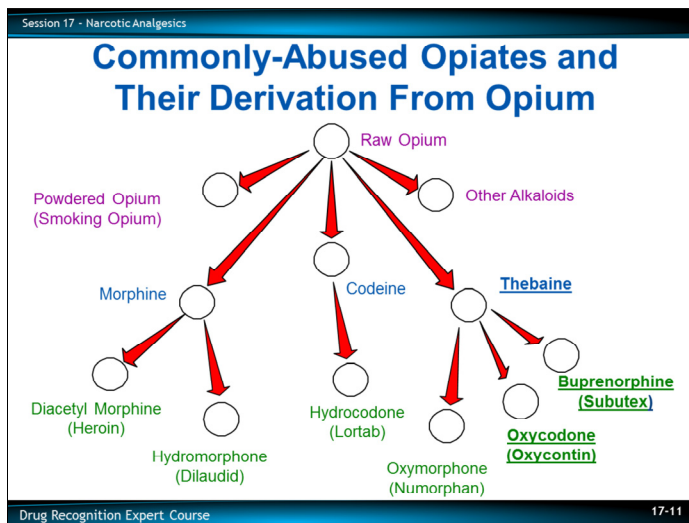 Session 17 - Narcotic Analgesics
Commonly-Abused Opiates and
Their Derivation From Opium
Raw Opium
Powdered Opium
(Smoking Opium)
Other Alkaloids
Morphine
Codeine
Thebaine
Diacetyl Morphine
(Heroin)
Hydromorphone
(Dilaudid)
Hydrocodone
(Lortab)
Oxymorphone
(Numorphan)
Oxycodone
(Oxycontin)
Buprenorphine
(Subutex)
Drug Recognition Expert Course
17-11